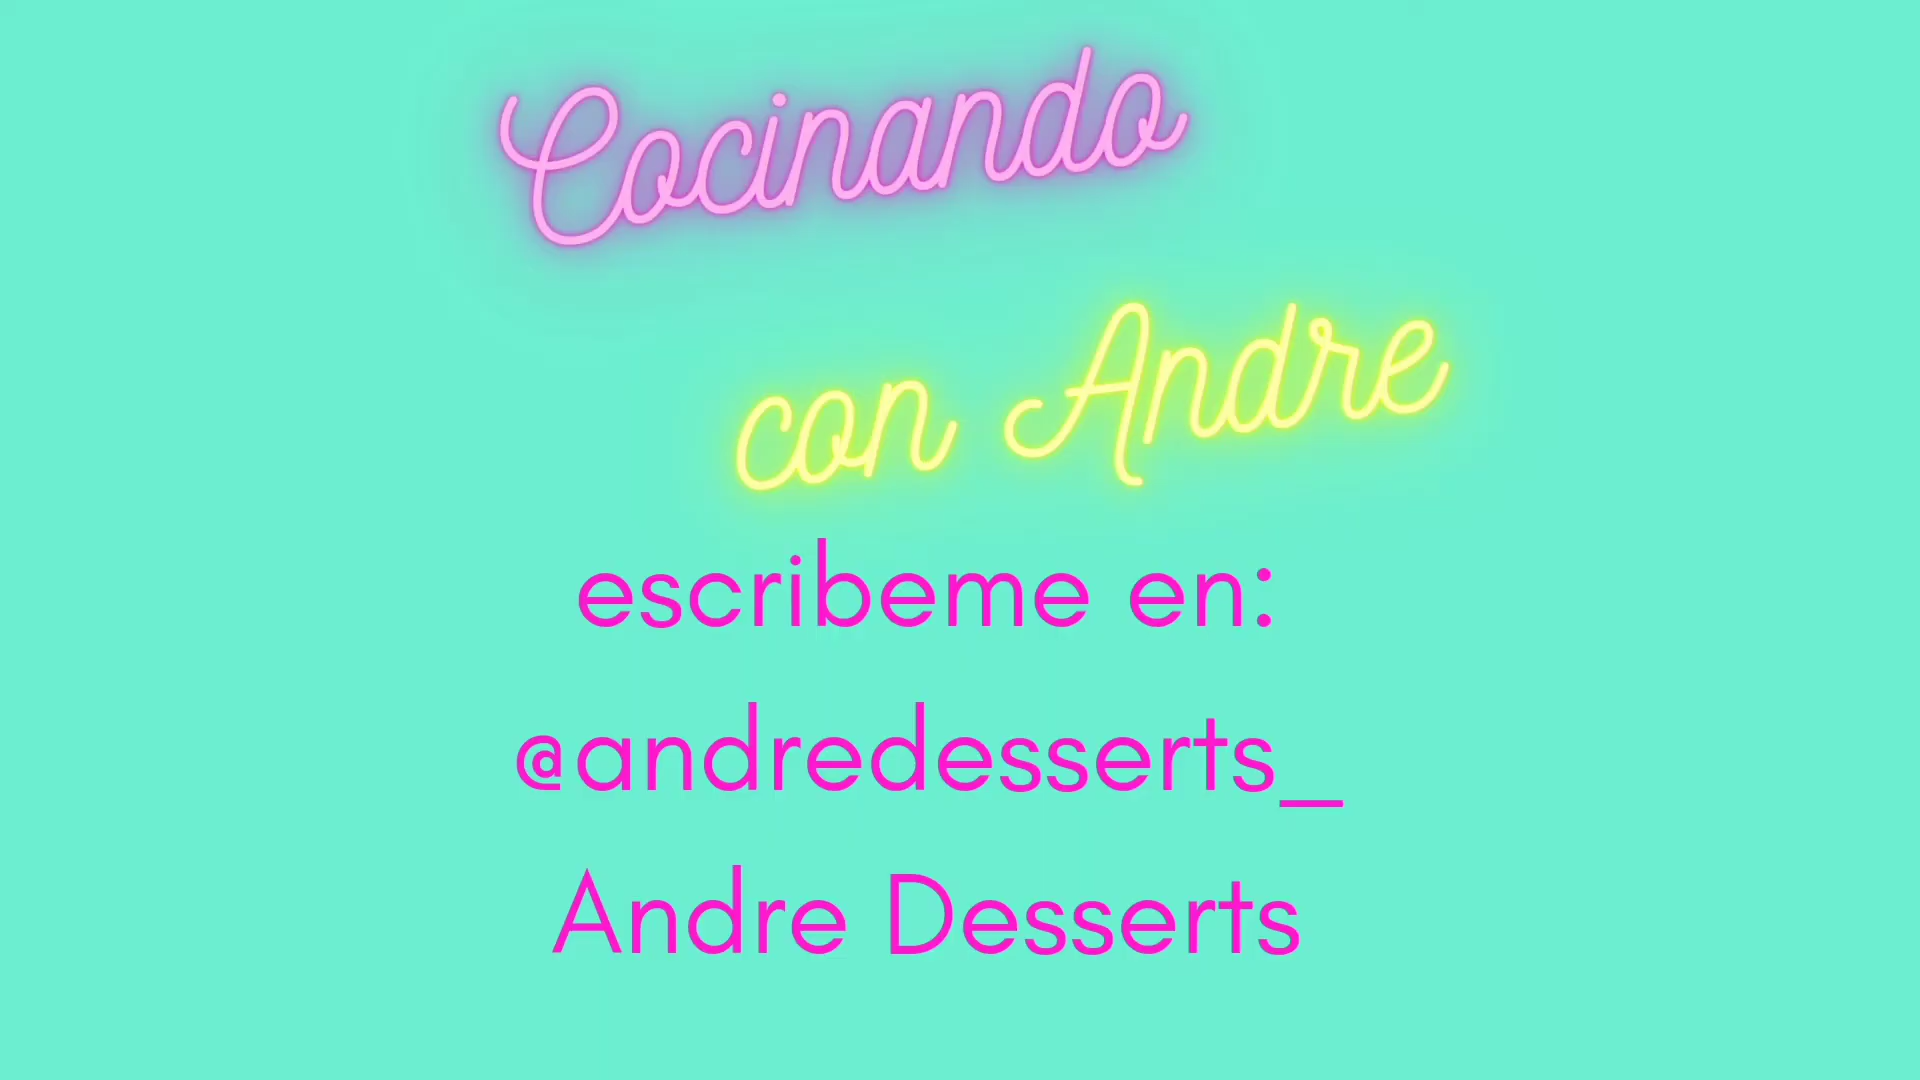 Cocinando
con Andre
escribeme en:
@andredesserts_
Andre Desserts